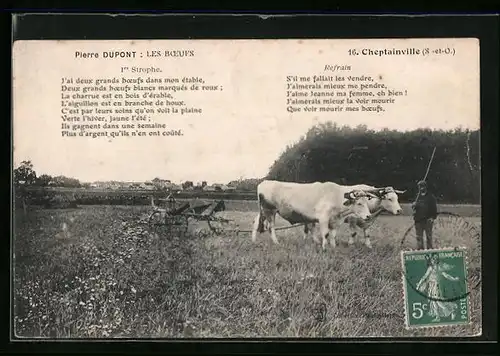 Pierre DUPONT : LES BŒUFS
16. Cheptainville (S-et-O.)
1re Strophe.
J'ai deux grands bœufs dans mon étable,
Deux grands bœufs blancs marqués de roux ;
La charrue est en bois d'érable,
L'aiguillon est en branche de houx.
C'est par leurs soins qu'on voit la plaine
Verte l'hiver, jaune l'été ;
Ils gagnent dans une semaine
Plus d'argent qu'ils n'en ont coûté.
Refrain
S'il me fallait les vendre,
J'aimerais mieux me pendre,
J'aime Jeanne ma femme, eh bien !
J'aimerais mieux la voir mourir
Que voir mourir mes bœufs.
RÉPUBLIQUE FRANÇAISE
POSTES
5c